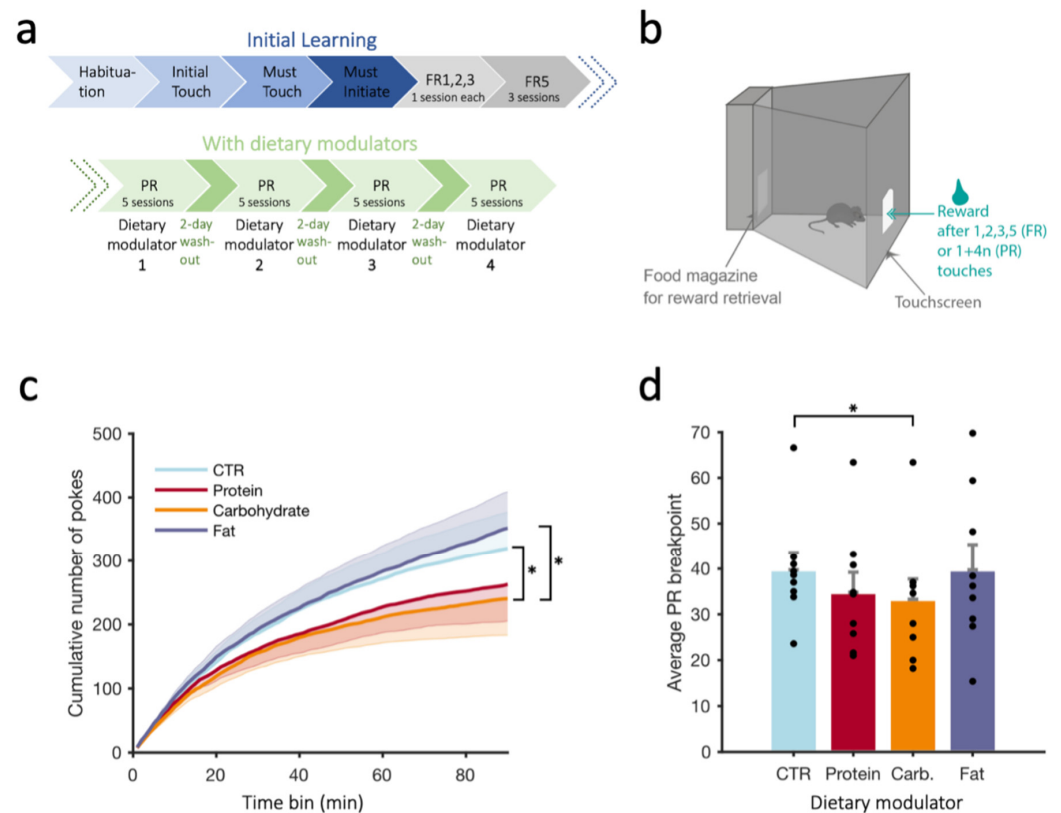 a
Initial Learning
Habitua-
tion
Initial
Touch
Must
Touch
Must
Initiate
FR1,2,3
1 session each
FR5
3 sessions
With dietary modulators
PR
5 sessions
PR
5 sessions
PR
5 sessions
PR
5 sessions
Dietary
modulator
1
2-day
wash-
out
Dietary
modulator
2
2-day
wash-
out
Dietary
modulator
3
2-day
wash-
out
Dietary
modulator
4
b
Reward
after 1,2,3,5 (FR)
or 1+4n (PR)
touches
Food magazine
for reward retrieval
Touchscreen
c
Cumulative number of pokes
500
400
300
200
100
0
CTR
Protein
Carbohydrate
Fat
*
*
0
20
40
60
80
Time bin (min)
d
Average PR breakpoint
70
60
50
40
30
20
10
0
*
CTR
Protein
Carb.
Fat
Dietary modulator